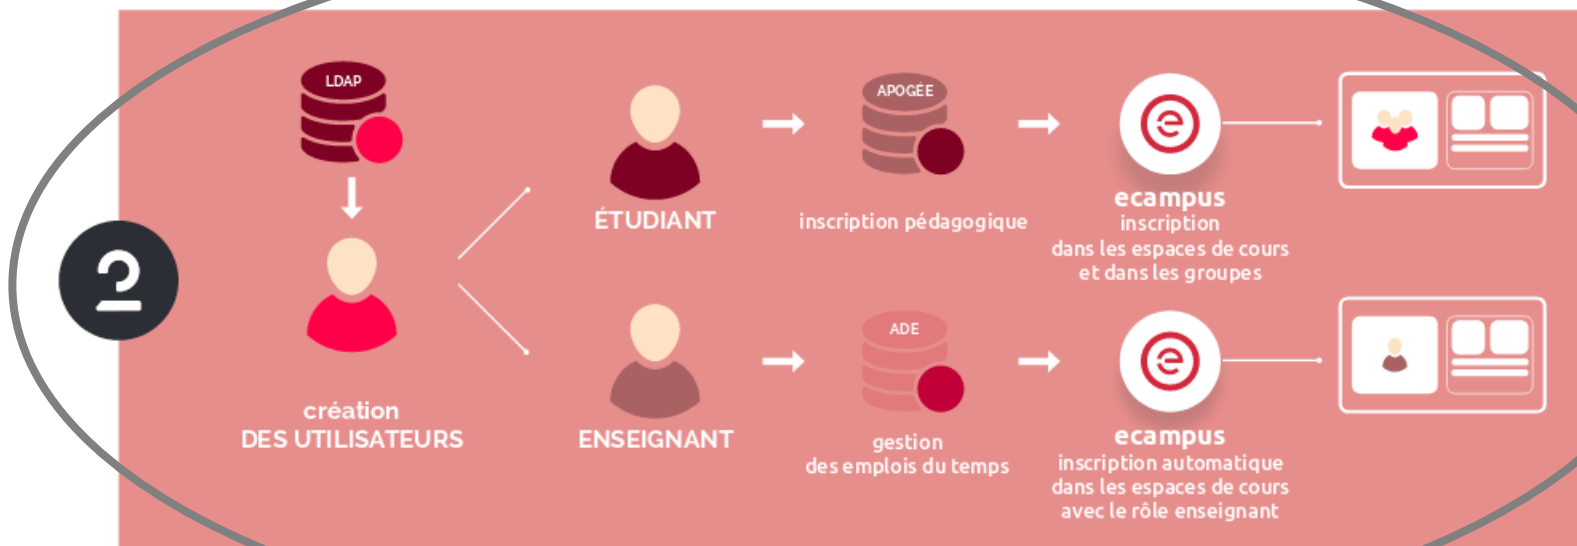 LDAP
création
DES UTILISATEURS
2
ÉTUDIANT
APOGÉE
inscription pédagogique
e
ecampus
inscription
dans les espaces de cours
et dans les groupes
ENSEIGNANT
ADE
gestion
des emplois du temps
e
ecampus
inscription automatique
dans les espaces de cours
avec le rôle enseignant